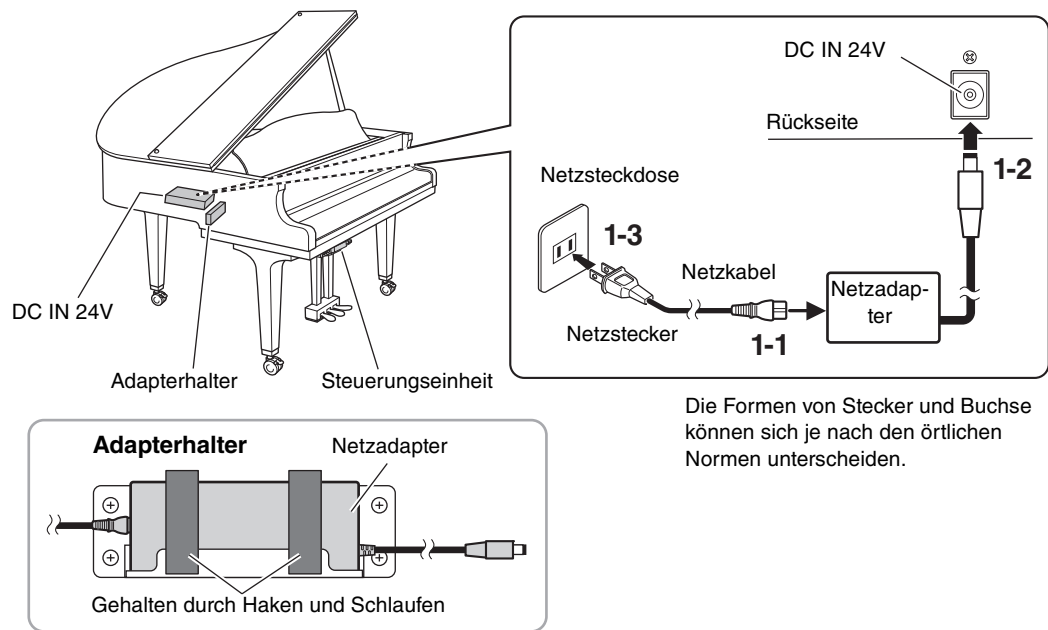 DC IN 24V
Adapterhalter
Steuerungseinheit
DC IN 24V
Rückseite
1-2
Netzsteckdose
1-3
Netzkabel
Netzadap-
ter
Netzstecker
1-1
Die Formen von Stecker und Buchse
können sich je nach den örtlichen
Normen unterscheiden.
Adapterhalter
Netzadapter
Gehalten durch Haken und Schlaufen